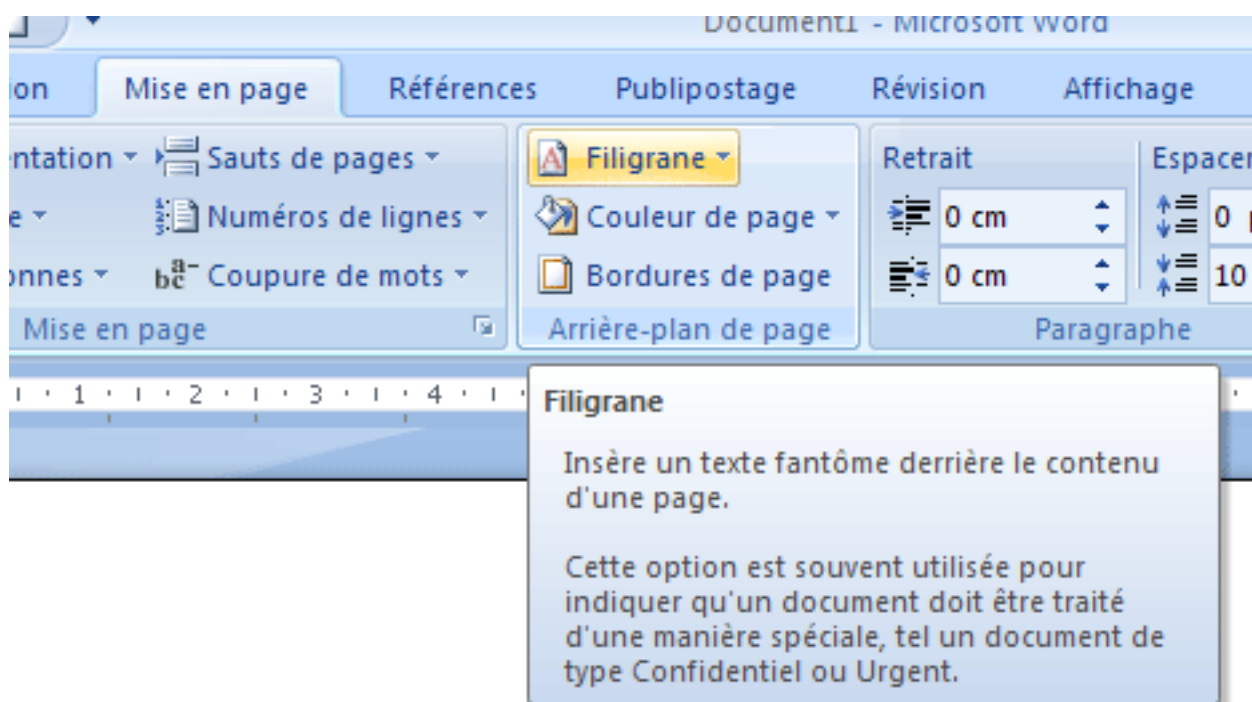 Document1 - Microsoft Word
Mise en page Références Publipostage Révision Affichage
Sauts de pages Filigrane Retrait
Numéros de lignes Couleur de page 0 cm 0
Coupure de mots Bordures de page 0 cm 10
Mise en page Arrière-plan de page Paragraphe
1 2 3 4
Filigrane
Insère un texte fantôme derrière le contenu
d'une page.
Cette option est souvent utilisée pour
indiquer qu'un document doit être traité
d'une manière spéciale, tel un document de
type Confidentiel ou Urgent.